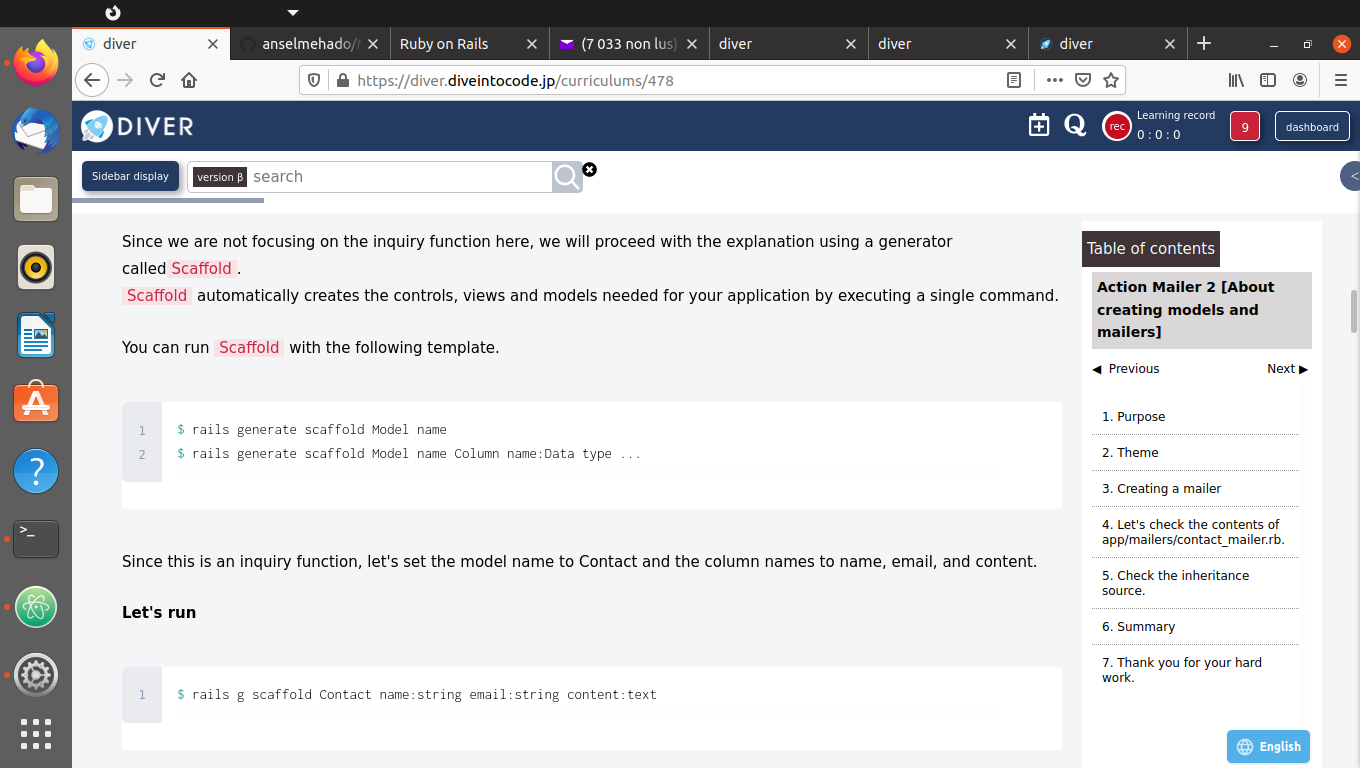 diver
anselmehado/
Ruby on Rails
(7 033 non lus)
diver
diver
diver
https://diver.diveintocode.jp/curriculums/478
DIVER
Q
rec
Learning record
0 : 0 : 0
9
dashboard
Sidebar display
version β
search
<
Since we are not focusing on the inquiry function here, we will proceed with the explanation using a generator
called Scaffold .
Scaffold automatically creates the controls, views and models needed for your application by executing a single command.
You can run Scaffold with the following template.
1 $ rails generate scaffold Model name
2 $ rails generate scaffold Model name Column name:Data type ...
Since this is an inquiry function, let's set the model name to Contact and the column names to name, email, and content.
Let's run
1 $ rails g scaffold Contact name:string email:string content:text
Table of contents
Action Mailer 2 [About
creating models and
mailers]
◀ Previous
Next ▶
1. Purpose
2. Theme
3. Creating a mailer
4. Let's check the contents of
app/mailers/contact_mailer.rb.
5. Check the inheritance
source.
6. Summary
7. Thank you for your hard
work.
English